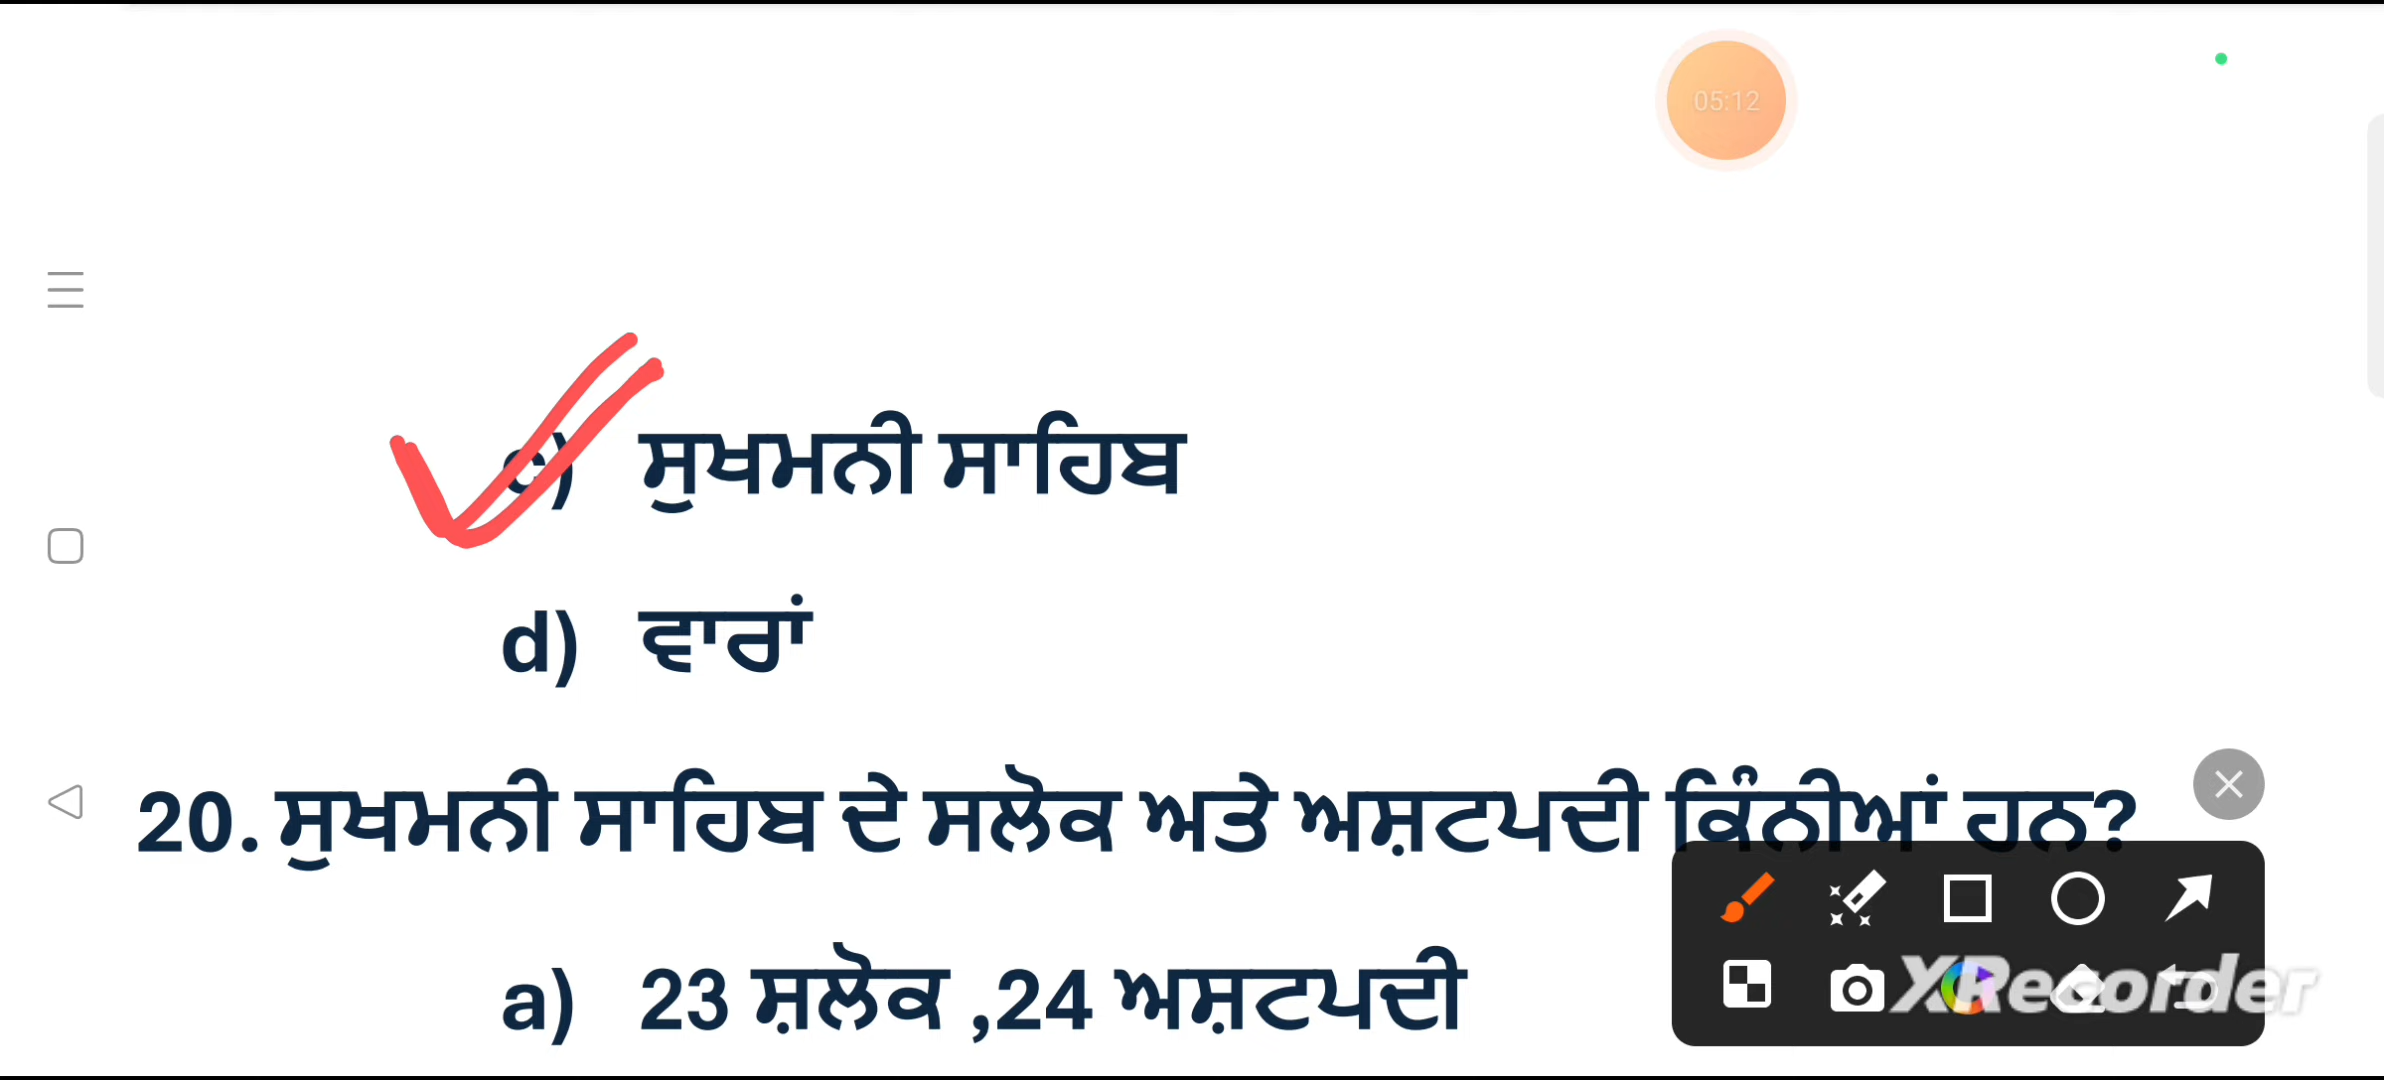 05:12
c) ਸੁਖਮਨੀ ਸਾਹਿਬ
d) ਵਾਰਾਂ
20. ਸੁਖਮਨੀ ਸਾਹਿਬ ਦੇ ਸਲੋਕ ਅਤੇ ਅਸ਼ਟਪਦੀ ਕਿੰਨੀਆਂ ਹਨ?
a) 23 ਸ਼ਲੋਕ ,24 ਅਸ਼ਟਪਦੀ
XRecorder